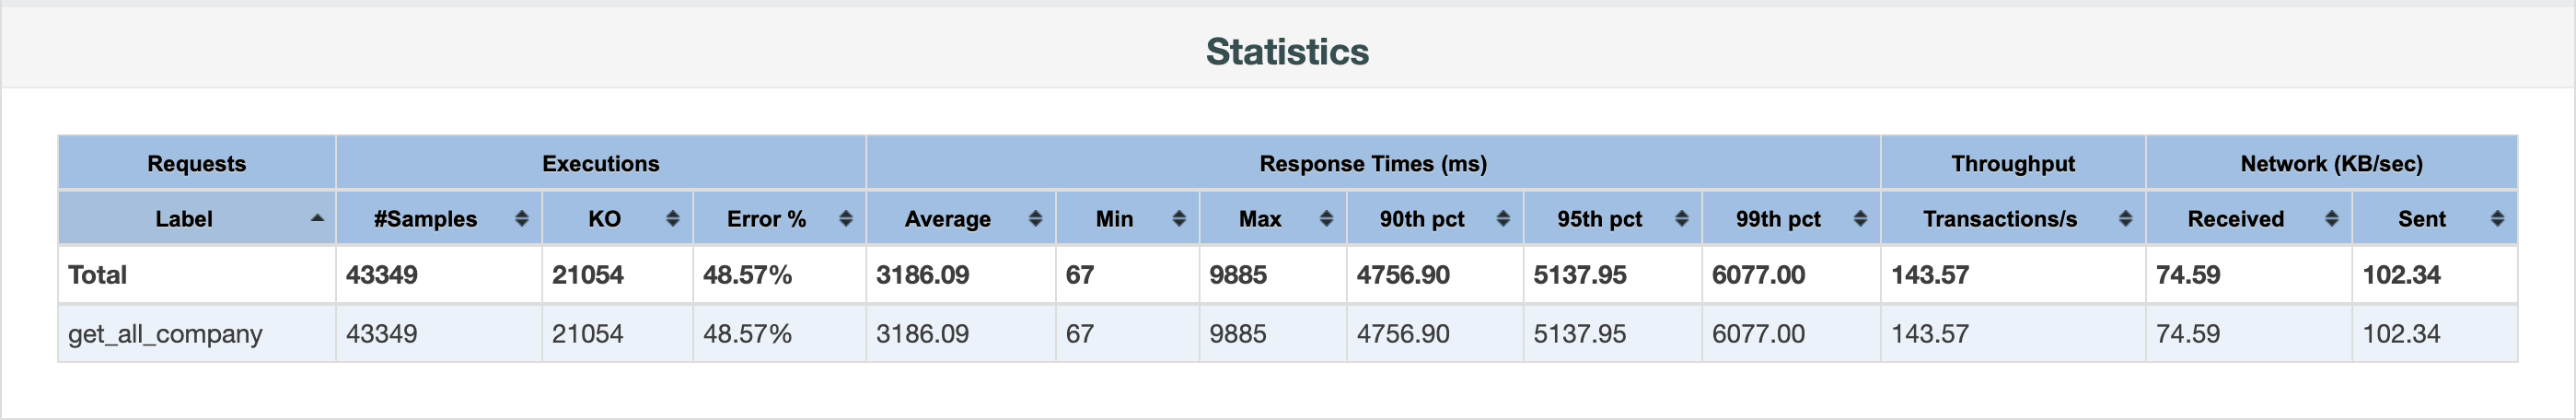 Statistics
Requests Executions Response Times (ms) Throughput Network (KB/sec)
Label #Samples KO Error % Average Min Max 90th pct 95th pct 99th pct Transactions/s Received Sent
Total 43349 21054 48.57% 3186.09 67 9885 4756.90 5137.95 6077.00 143.57 74.59 102.34
get_all_company 43349 21054 48.57% 3186.09 67 9885 4756.90 5137.95 6077.00 143.57 74.59 102.34